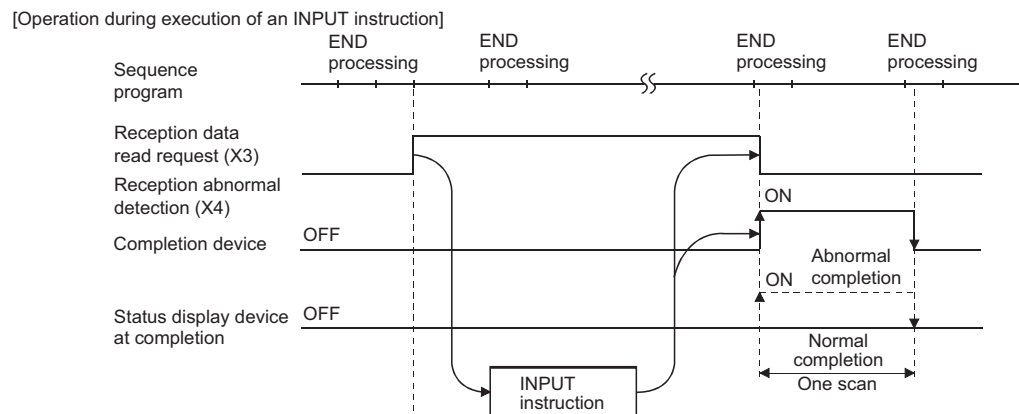 [Operation during execution of an INPUT instruction]
END
processing
END
processing
END
processing
END
processing
Sequence
program
Reception data
read request (X3)
Reception abnormal
detection (X4)
ON
Completion device
OFF
Abnormal
completion
ON
Status display device
at completion
OFF
Normal
completion
One scan
INPUT
instruction